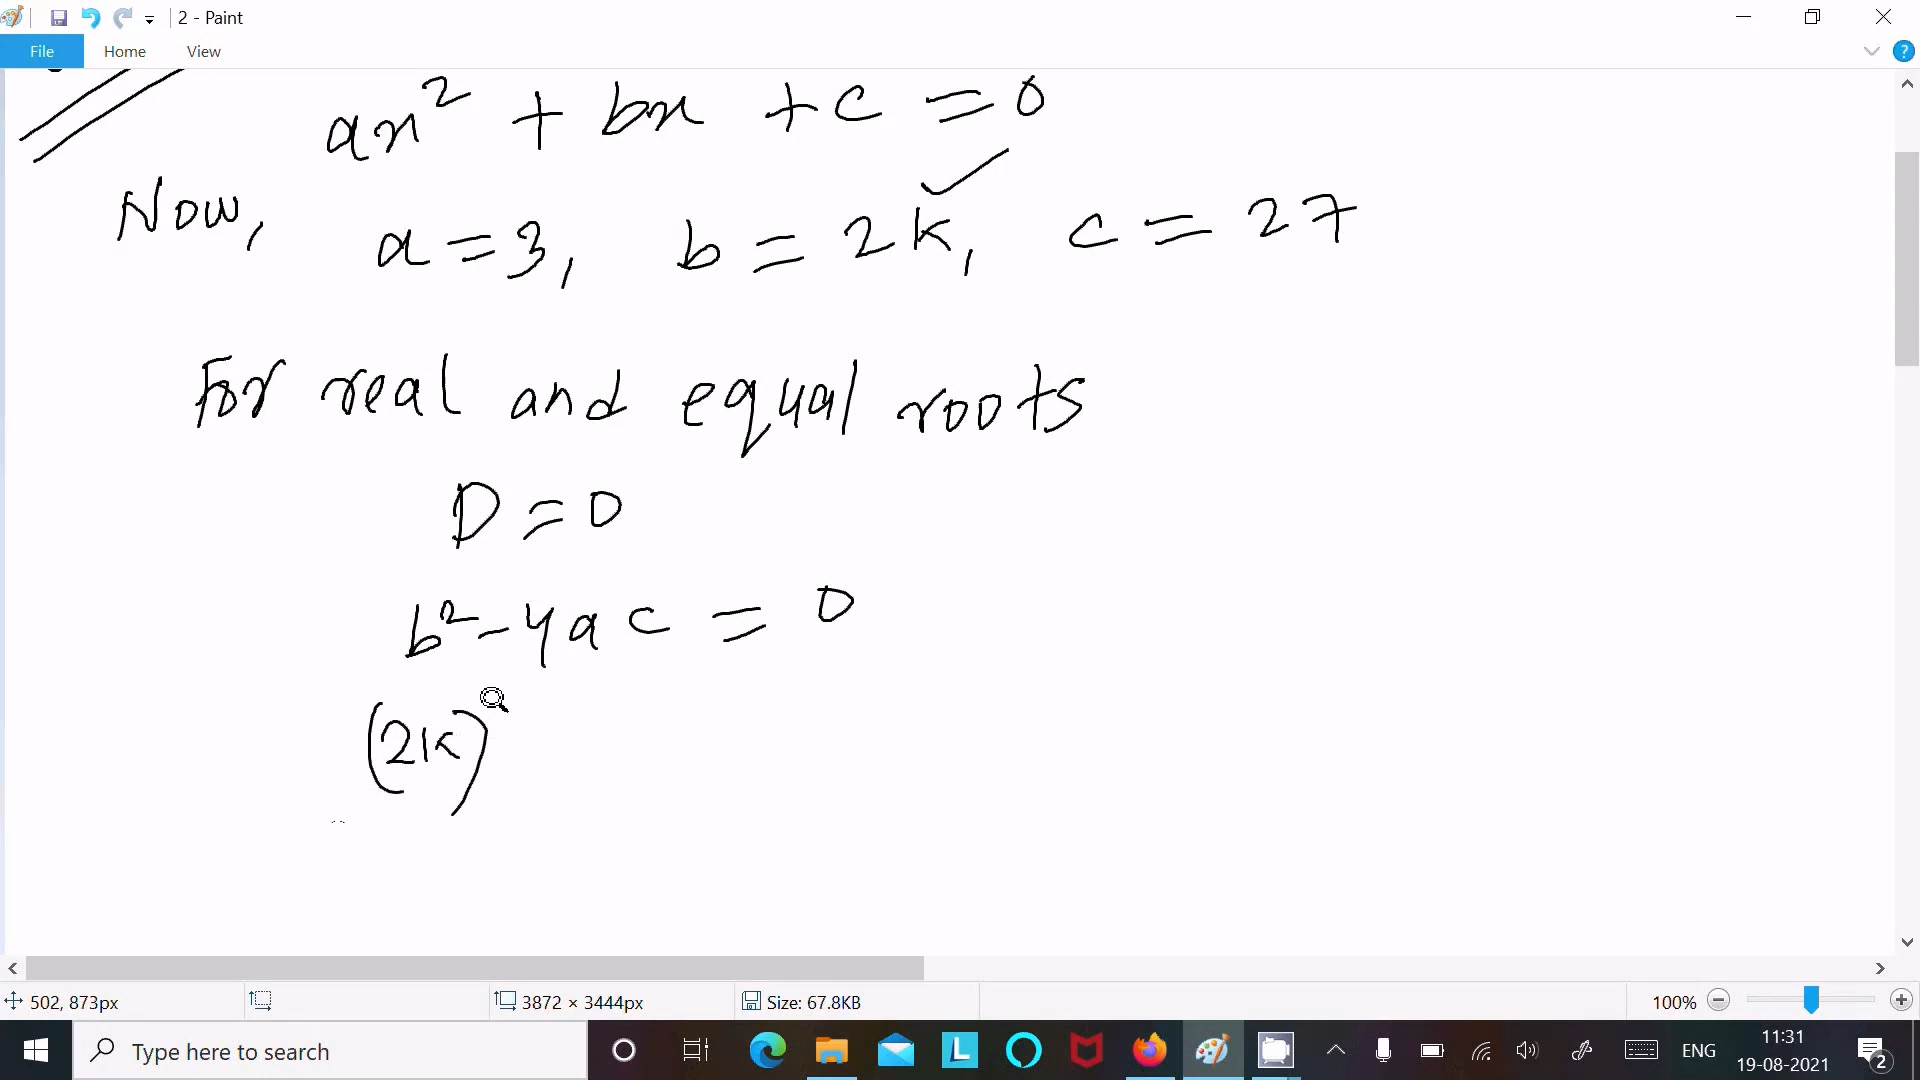 2 - Paint
File Home View
ax² + bx + c = 0
Now,
a = 3, b = 2k, c = 27
For real and equal roots
D = 0
b² - 4ac = 0
(2k)
502, 873px 3872 × 3444px Size: 67.8KB 100%
Type here to search
L
ENG
11:31
19-08-2021
2